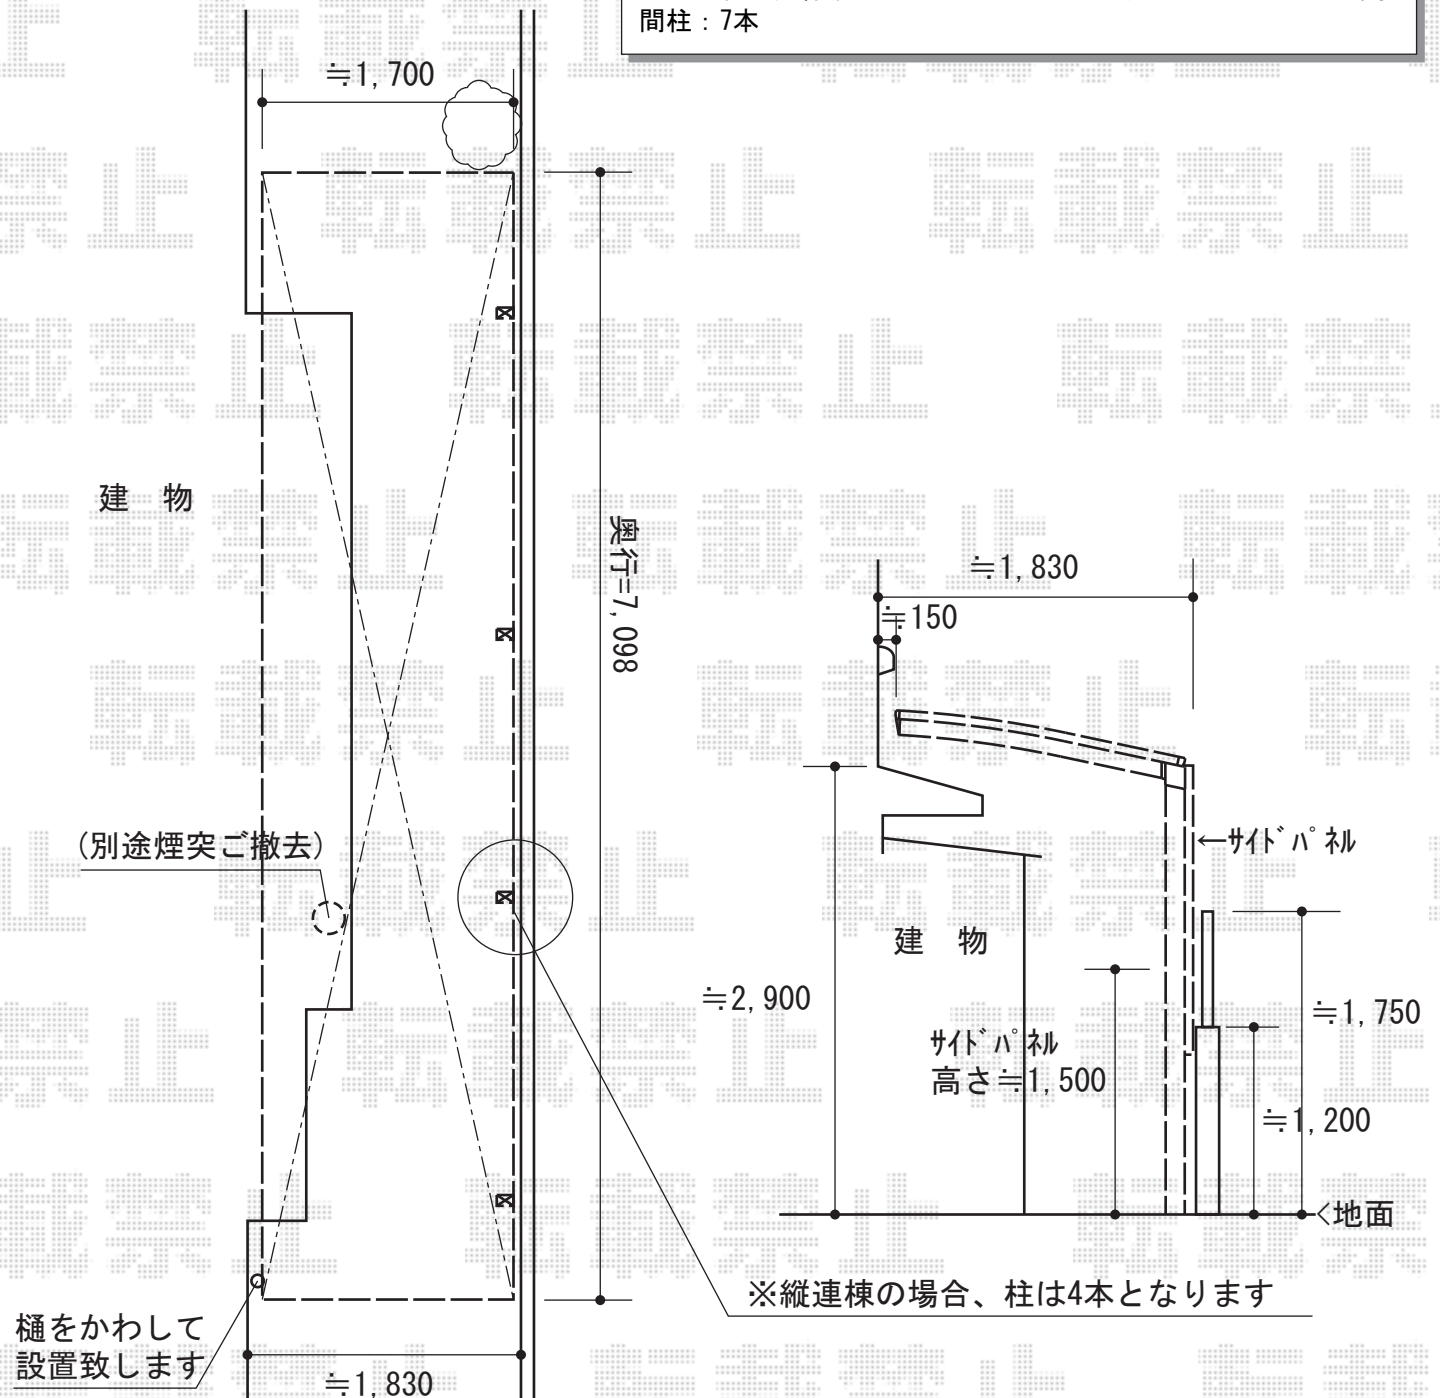 間柱：7本
≒1,700
建　物
奥行=7,098
(別途煙突ご撤去)
樋をかわして
設置致します
≒1,830
≒1,830
≒150
←ｻｲﾄﾞﾊﾟﾈﾙ
建　物
≒2,900
ｻｲﾄﾞﾊﾟﾈﾙ
高さ≒1,500
≒1,750
≒1,200
<地面
※縦連棟の場合、柱は4本となります
転載禁止